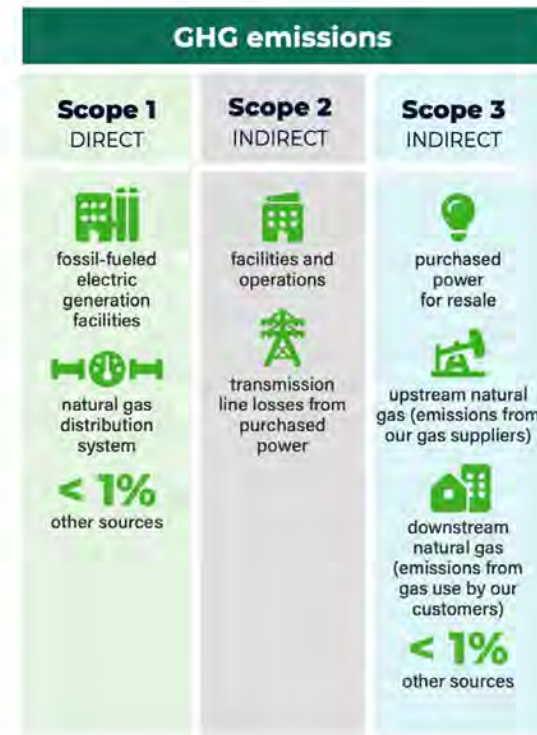 GHG emissions
Scope 1
DIRECT
fossil-fueled
electric
generation
facilities
natural gas
distribution
system
< 1%
other sources
Scope 2
INDIRECT
facilities and
operations
transmission
line losses from
purchased
power
Scope 3
INDIRECT
purchased
power
for resale
upstream natural
gas (emissions from
our gas suppliers)
downstream
natural gas
(emissions from
gas use by our
customers)
< 1%
other sources